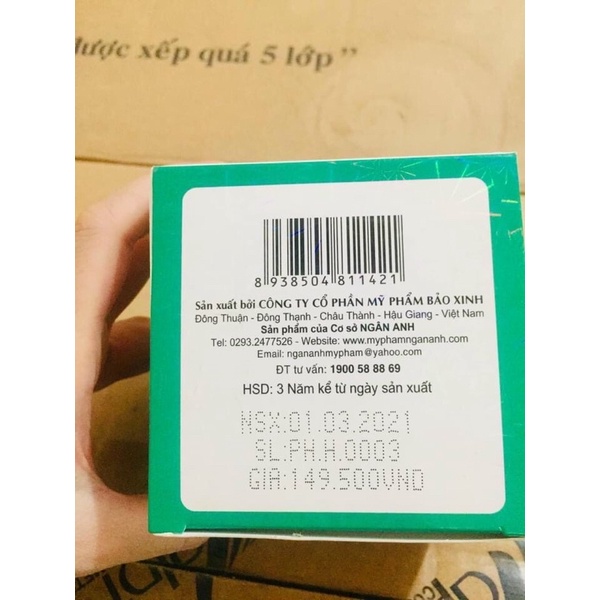 được xếp quá 5 lớp”
8 938504 811421
Sản xuất bởi CÔNG TY CỔ PHẦN MỸ PHẨM BẢO XINH
Đông Thuận - Đông Thạnh - Châu Thành - Hậu Giang - Việt Nam
Sản phẩm của Cơ sở NGÂN ANH
Tel: 0293.2477526 - Website: www.myphamngananh.com
Email: ngananhmypham@yahoo.com
ĐT tư vấn: 1900 58 88 69
HSD: 3 Năm kể từ ngày sản xuất
NSX:01.03.2021
SL:PH.H.0003
GIA:149.500VND